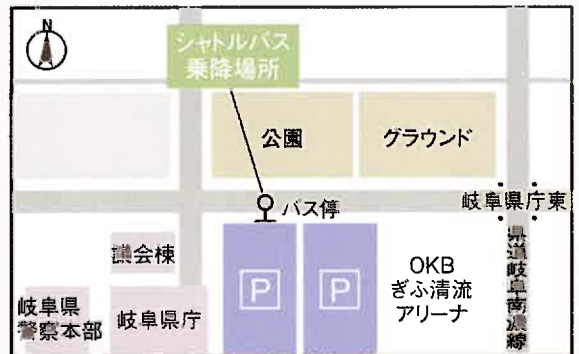 N
シャトルバス
乗降場所
公園
グラウンド
バス停
岐阜県庁東
議会棟
P
P
OKB
ぎふ清流
アリーナ
県道岐阜南濃線
岐阜県
警察本部
岐阜県庁